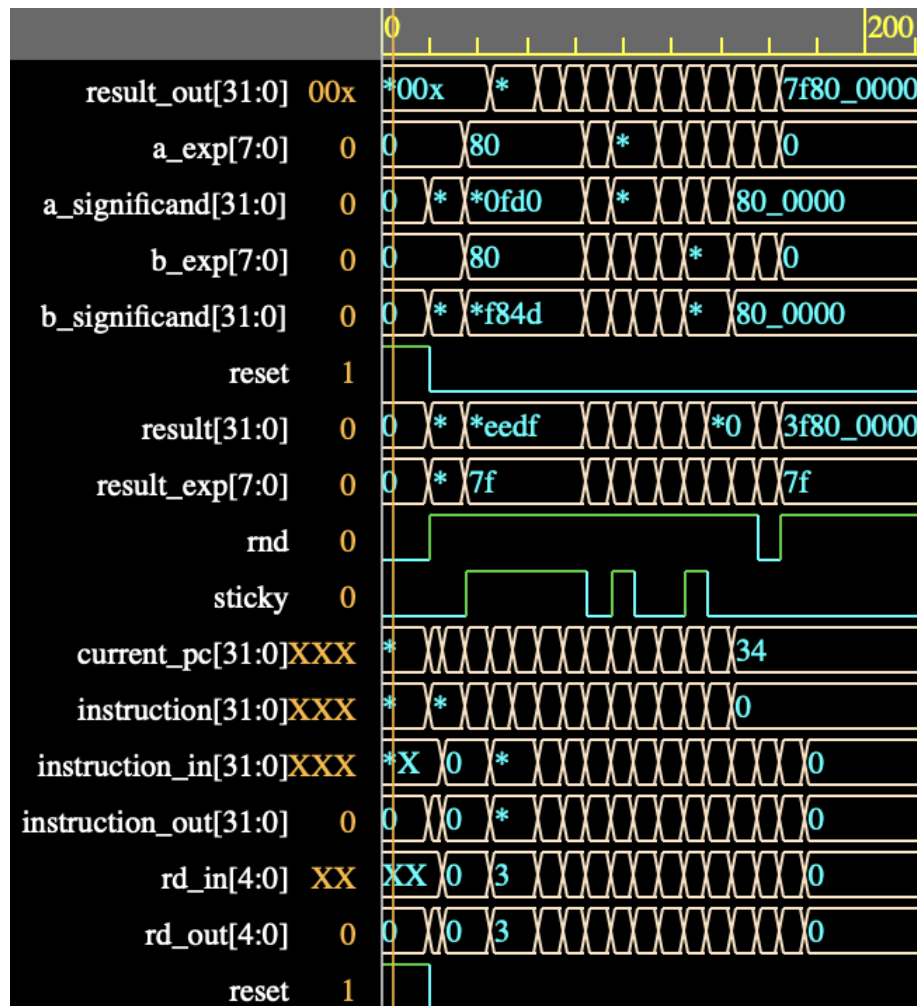 0 200
result_out[31:0] 00x *00x * 7f80_0000
a_exp[7:0] 0 0 80 * 0
a_significand[31:0] 0 0 * *0fd0 * 80_0000
b_exp[7:0] 0 0 80 * 0
b_significand[31:0] 0 0 * *f84d * 80_0000
reset 1
result[31:0] 0 0 * *eedf *0 3f80_0000
result_exp[7:0] 0 0 * 7f 7f
rnd 0
sticky 0
current_pc[31:0] XXX * 34
instruction[31:0] XXX * * 0
instruction_in[31:0] XXX *X 0 * 0
instruction_out[31:0] 0 0 0 * 0
rd_in[4:0] XX XX 0 3 0
rd_out[4:0] 0 0 0 3 0
reset 1